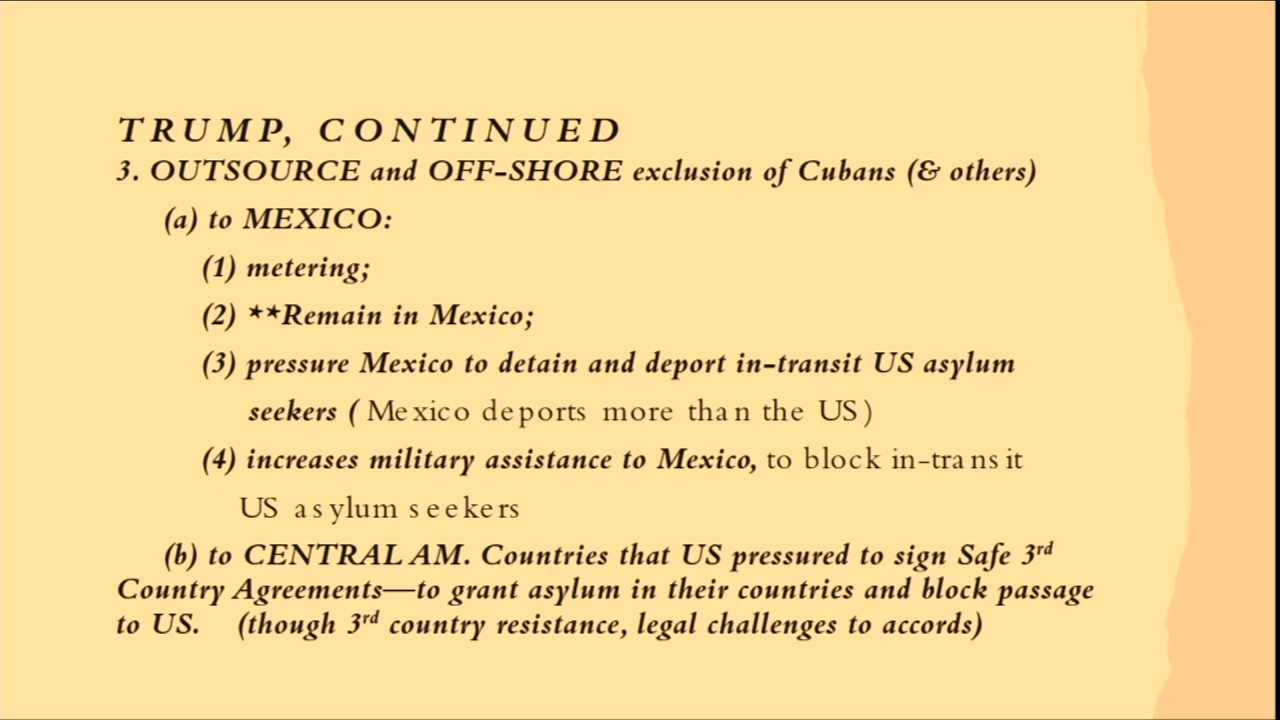 TRUMP, CONTINUED
3. OUTSOURCE and OFF-SHORE exclusion of Cubans (& others)
(a) to MEXICO:
(1) metering;
(2) **Remain in Mexico;
(3) pressure Mexico to detain and deport in-transit US asylum
seekers ( Mexico deports more than the US)
(4) increases military assistance to Mexico, to block in-transit
US asylum seekers
(b) to CENTRAL AM. Countries that US pressured to sign Safe 3rd
Country Agreements—to grant asylum in their countries and block passage
to US. (though 3rd country resistance, legal challenges to accords)